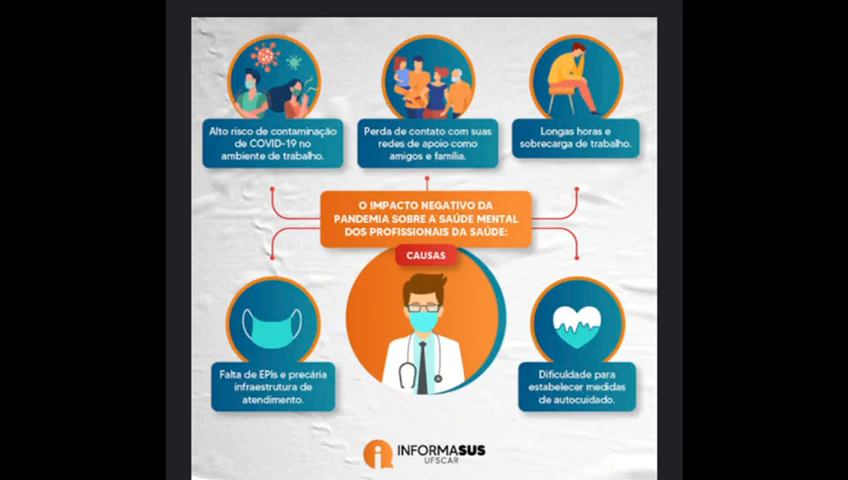 Alto risco de contaminação
de COVID-19 no
ambiente de trabalho.
Perda de contato com suas
redes de apoio como
amigos e família.
Longas horas e
sobrecarga de trabalho.
O IMPACTO NEGATIVO DA
PANDEMIA SOBRE A SAÚDE MENTAL
DOS PROFISSIONAIS DA SAÚDE:
CAUSAS
Falta de EPIs e precária
infraestrutura de
atendimento.
Dificuldade para
estabelecer medidas
de autocuidado.
INFORMASUS
UFSCAR